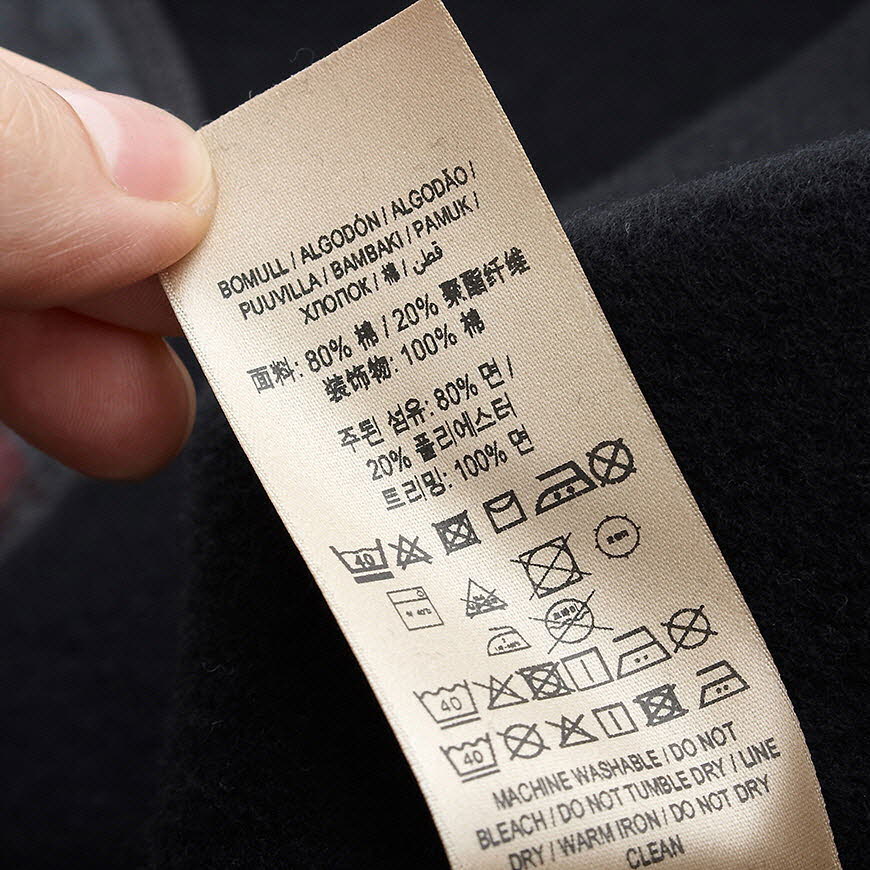 BOMULL / ALGODÓN / ALGODÃO /
PUUVILLA / BAMBAKI / PAMUK /
ХЛОПОК / 棉 / قطن
面料: 80% 棉 / 20% 聚酯纤维
装饰物: 100% 棉
주된 섬유: 80% 면 /
20% 폴리에스터
트리밍: 100% 면
40
40
40
MACHINE WASHABLE / DO NOT
BLEACH / DO NOT TUMBLE DRY / LINE
DRY / WARM IRON / DO NOT DRY
CLEAN